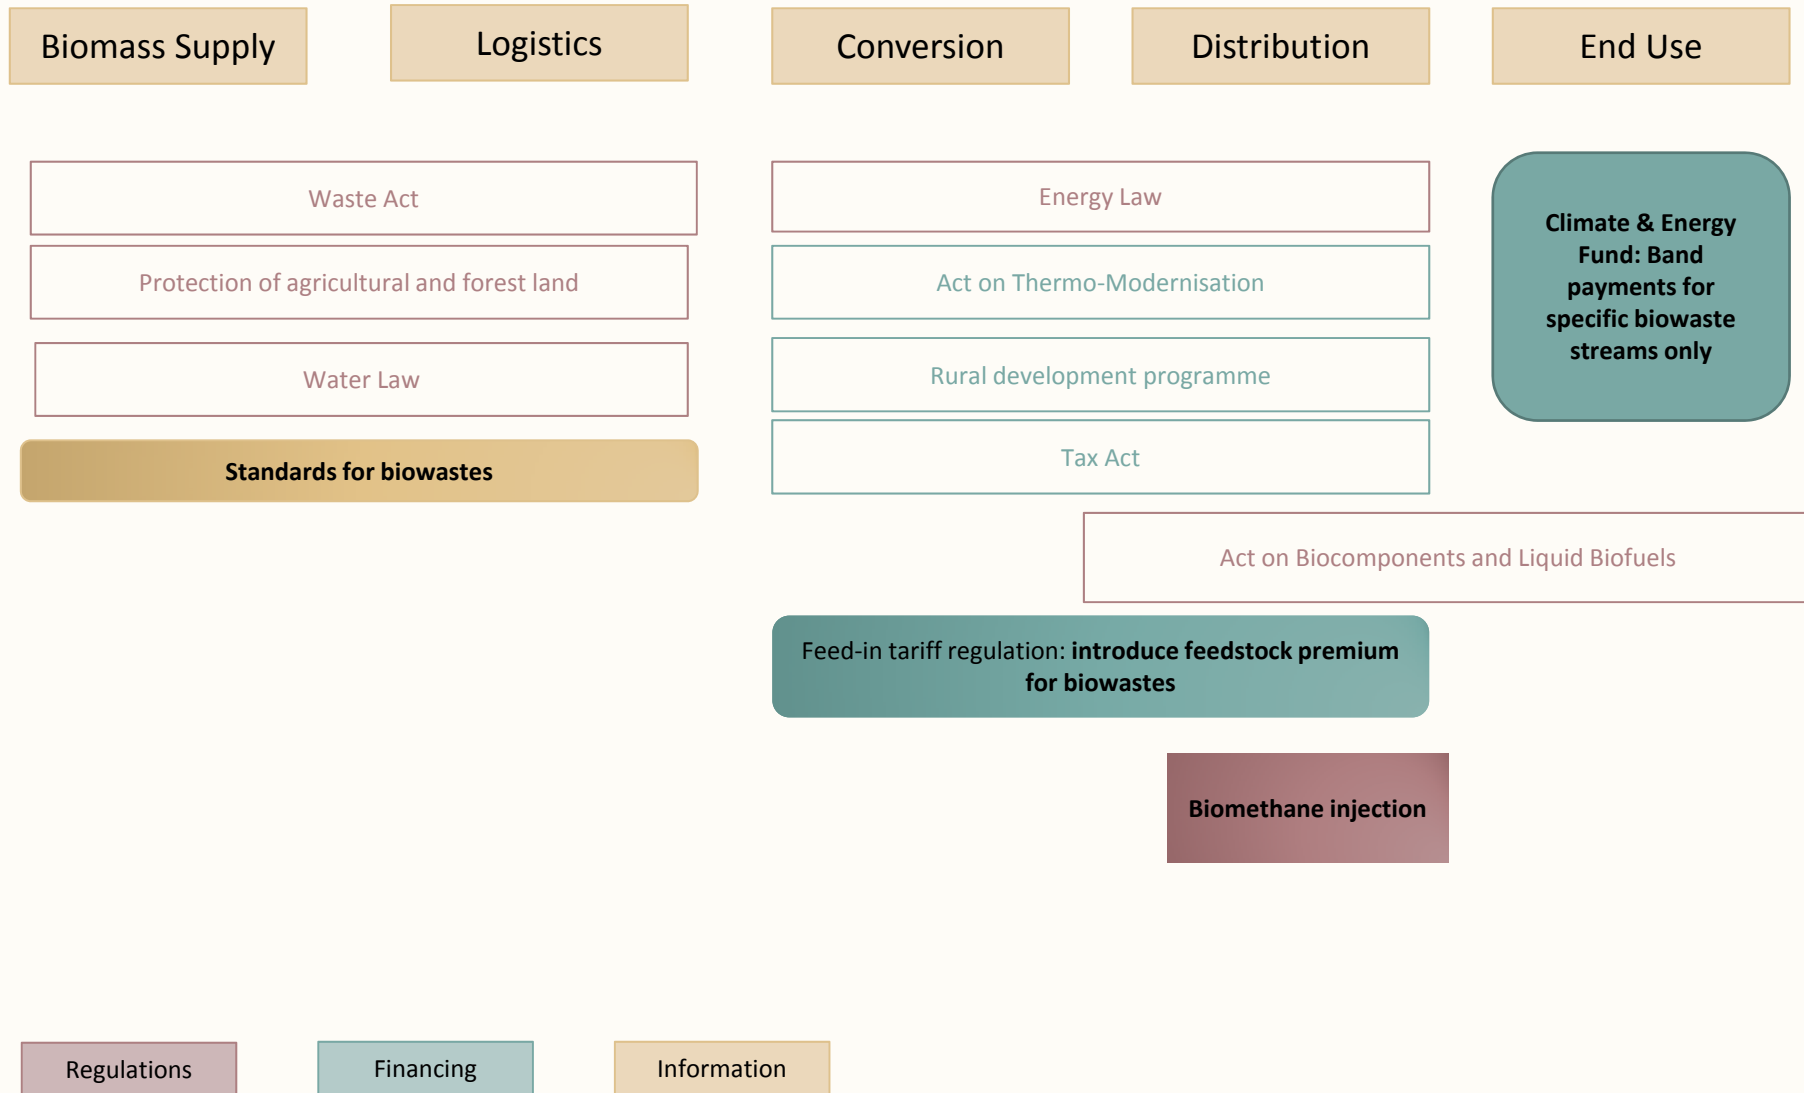 Biomass Supply
Logistics
Conversion
Distribution
End Use
Waste Act
Protection of agricultural and forest land
Water Law
Standards for biowastes
Energy Law
Act on Thermo-Modernisation
Rural development programme
Tax Act
Climate & Energy
Fund: Band
payments for
specific biowaste
streams only
Act on Biocomponents and Liquid Biofuels
Feed-in tariff regulation: introduce feedstock premium
for biowastes
Biomethane injection
Regulations
Financing
Information